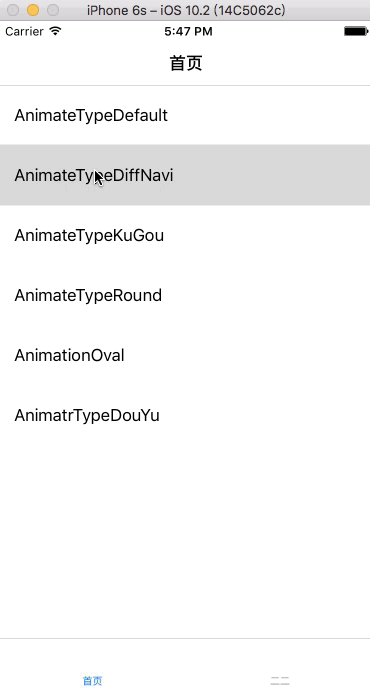 iPhone 6s – iOS 10.2 (14C5062c)
Carrier 5:47 PM
首页
AnimateTypeDefault
AnimateTypeDiffNavi
AnimateTypeKuGou
AnimateTypeRound
AnimationOval
AnimatrTypeDouYu
首页 二二